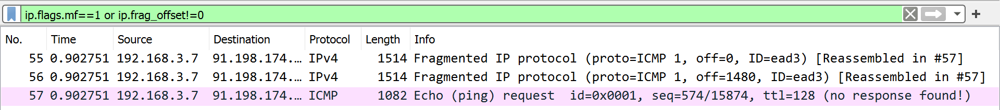 ip.flags.mf==1 or ip.frag_offset!=0
No. Time Source Destination Protocol Length Info
55 0.902751 192.168.3.7 91.198.174.… IPv4 1514 Fragmented IP protocol (proto=ICMP 1, off=0, ID=ead3) [Reassembled in #57]
56 0.902751 192.168.3.7 91.198.174.… IPv4 1514 Fragmented IP protocol (proto=ICMP 1, off=1480, ID=ead3) [Reassembled in #57]
57 0.902751 192.168.3.7 91.198.174.… ICMP 1082 Echo (ping) request  id=0x0001, seq=574/15874, ttl=128 (no response found!)